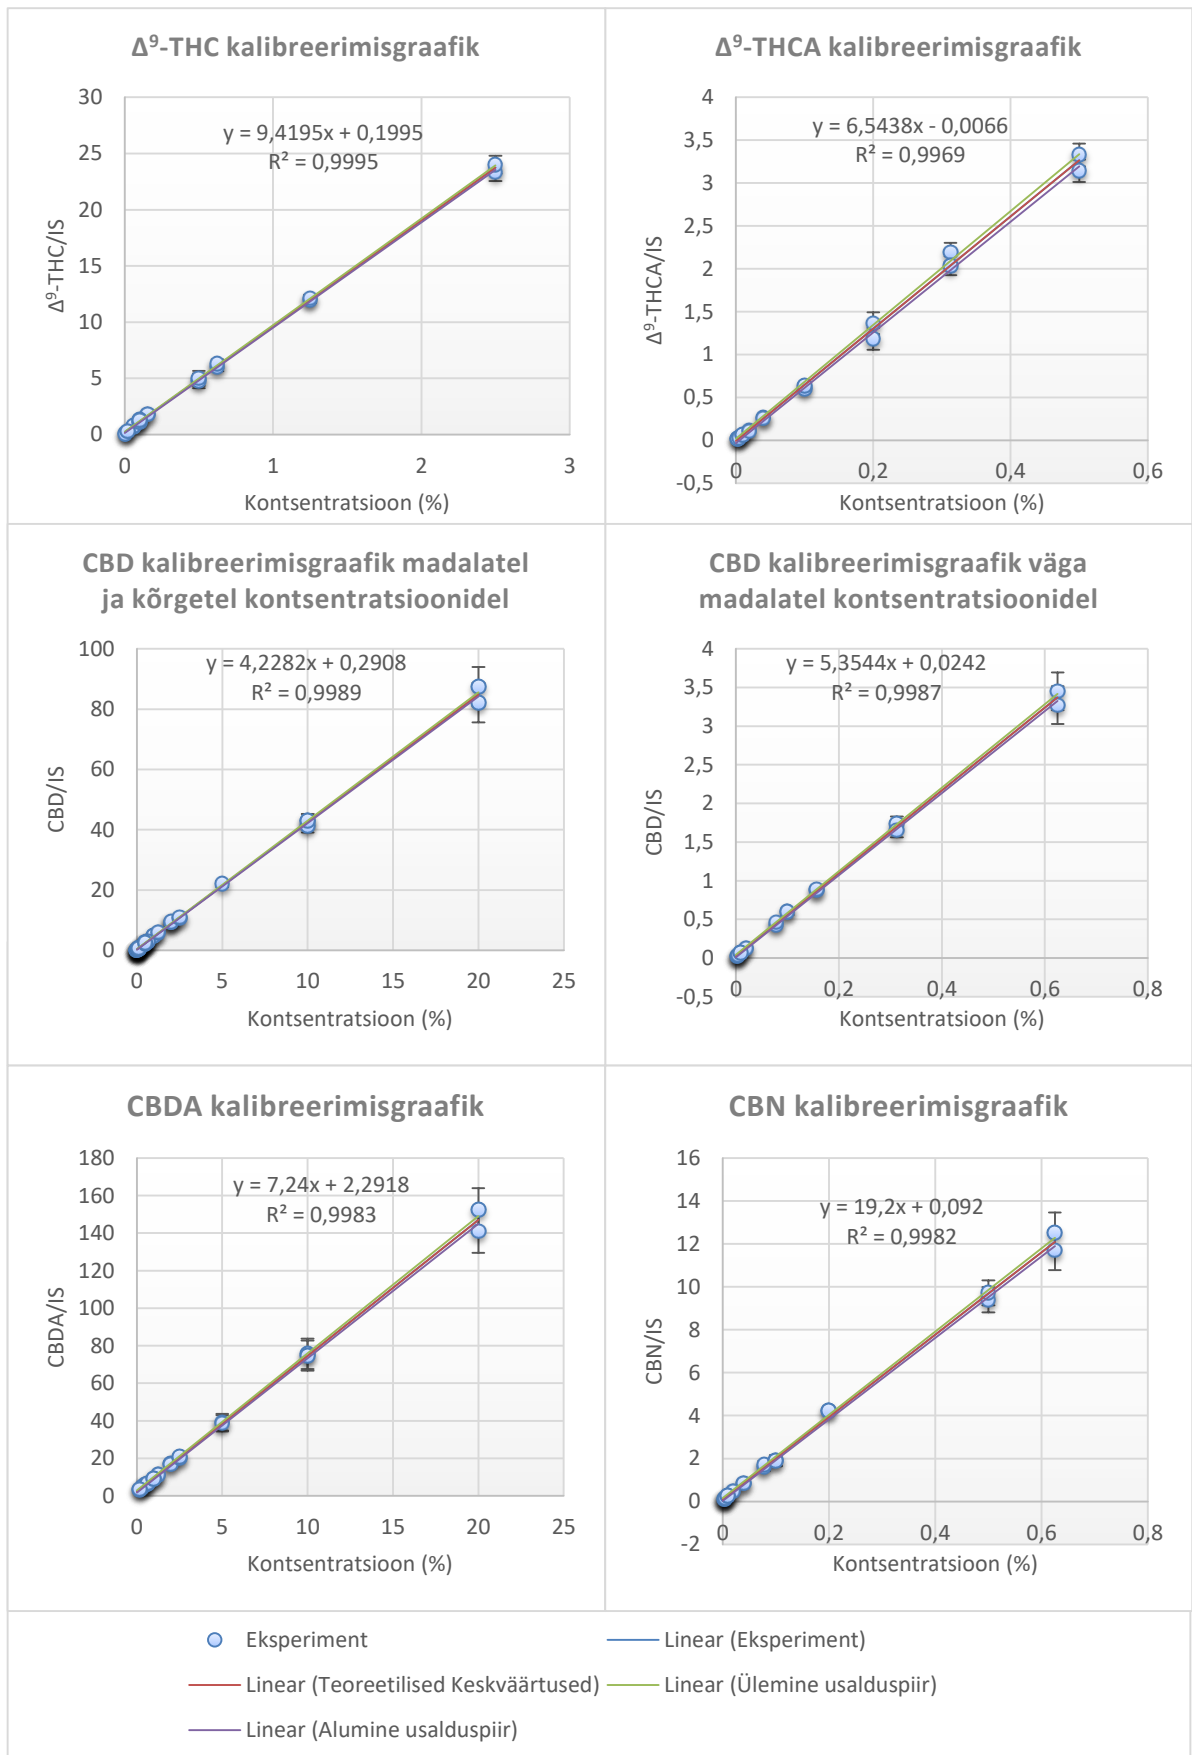 Δ⁹-THC kalibreerimisgraafik
30
25
20
15
10
5
0
0 1 2 3
Δ⁹-THC/IS
Kontsentratsioon (%)
y = 9,4195x + 0,1995
R² = 0,9995
Δ⁹-THCA kalibreerimisgraafik
4
3,5
3
2,5
2
1,5
1
0,5
0
-0,5
0 0,2 0,4 0,6
Δ⁹-THCA/IS
Kontsentratsioon (%)
y = 6,5438x - 0,0066
R² = 0,9969
CBD kalibreerimisgraafik madalatel
ja kõrgetel kontsentratsioonidel
100
80
60
40
20
0
0 5 10 15 20 25
CBD/IS
Kontsentratsioon (%)
y = 4,2282x + 0,2908
R² = 0,9989
CBD kalibreerimisgraafik väga
madalatel kontsentratsioonidel
4
3,5
3
2,5
2
1,5
1
0,5
0
-0,5
0 0,2 0,4 0,6 0,8
CBD/IS
Kontsentratsioon (%)
y = 5,3544x + 0,0242
R² = 0,9987
CBDA kalibreerimisgraafik
180
160
140
120
100
80
60
40
20
0
0 5 10 15 20 25
CBDA/IS
Kontsentratsioon (%)
y = 7,24x + 2,2918
R² = 0,9983
CBN kalibreerimisgraafik
16
14
12
10
8
6
4
2
0
-2
0 0,2 0,4 0,6 0,8
CBN/IS
Kontsentratsioon (%)
y = 19,2x + 0,092
R² = 0,9982
Eksperiment
Linear (Eksperiment)
Linear (Teoreetilised Keskväärtused)
Linear (Ülemine usalduspiir)
Linear (Alumine usalduspiir)